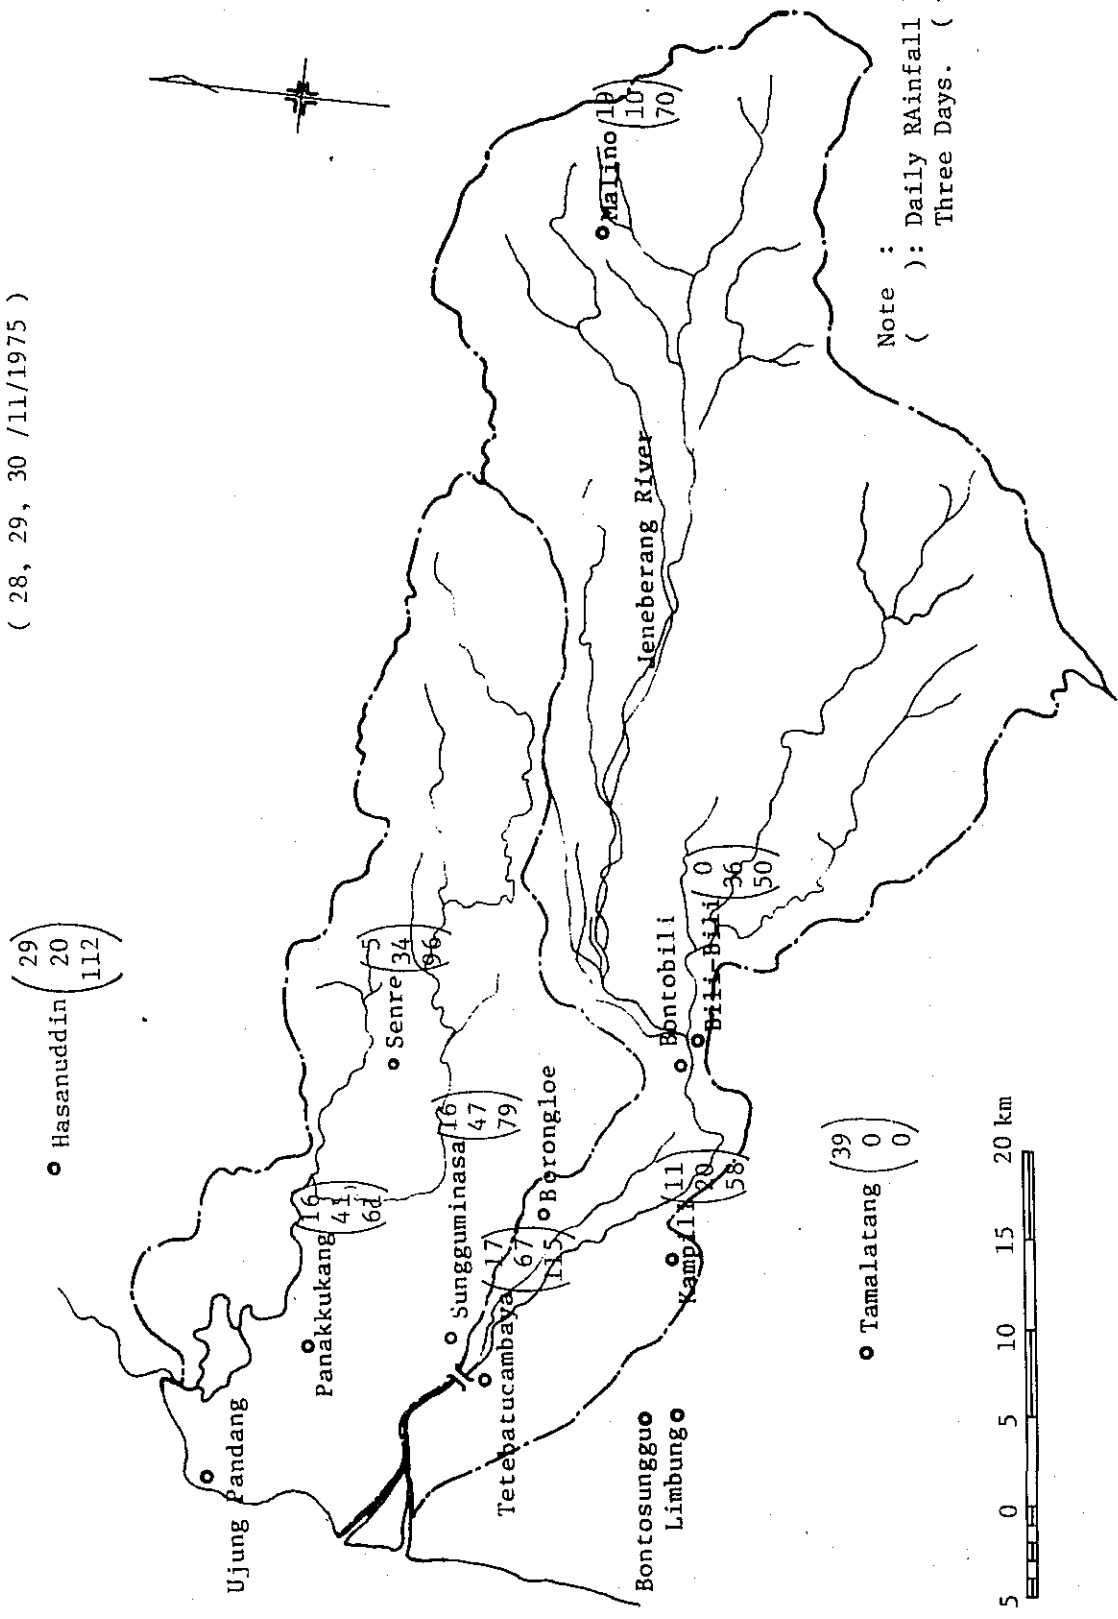 ( 28, 29, 30 /11/1975 )
Hasanuddin
29
20
112
Ujung Pandang
Panakkukang
16
41
Senre
5
34
96
Sungguminasa
16
47
79
Tetebatucambaya
17
67
115
Borongloe
Bontobili
Bili-Bili
0
36
50
Kampili
11
20
58
Malino
19
10
70
Jeneberang River
Bontosunggu
Limbung
Tamalatang
39
0
0
Note :
( ): Daily RAinfall
Three Days. (
5 0 5 10 15 20 km